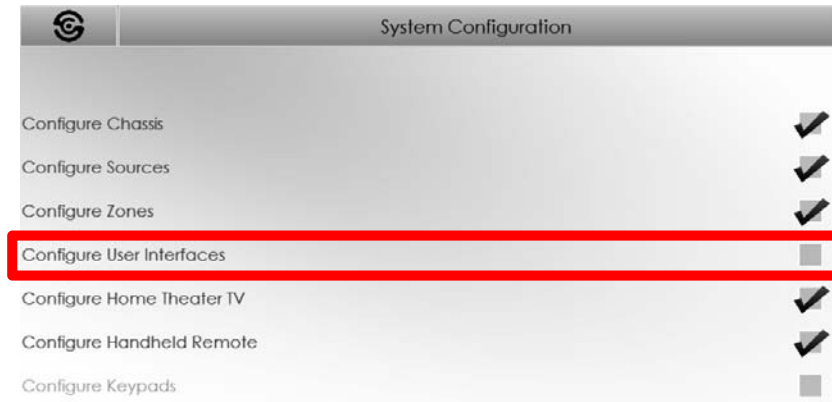 System Configuration
Configure Chassis
Configure Sources
Configure Zones
Configure User Interfaces
Configure Home Theater TV
Configure Handheld Remote
Configure Keypads